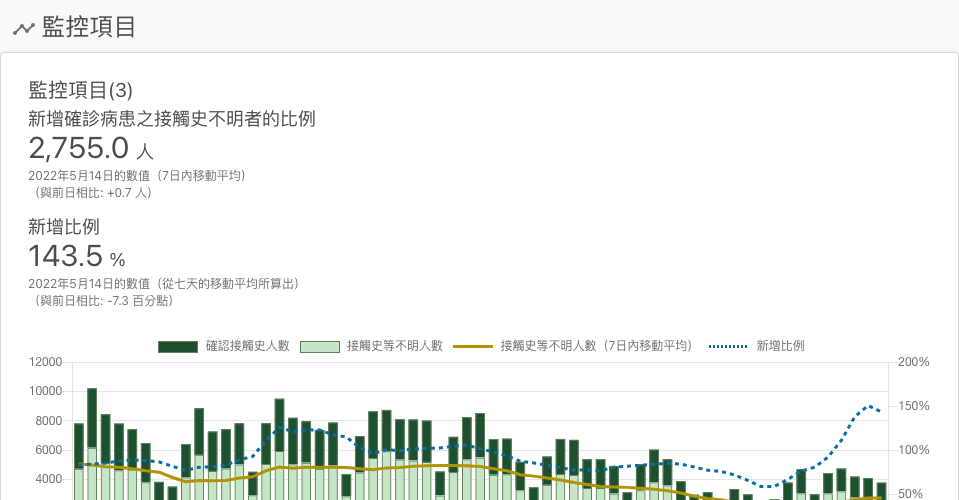 監控項目
監控項目(3)
新增確診病患之接觸史不明者的比例
2,755.0 人
2022年5月14日的數值（7日內移動平均）
（與前日相比: +0.7 人）
新增比例
143.5 %
2022年5月14日的數值（從七天的移動平均所算出）
（與前日相比: -7.3 百分點）
確認接觸史人數 接觸史等不明人數 接觸史等不明人數（7日內移動平均） 新增比例
12000 200%
10000
150%
8000
6000 100%
4000
50%